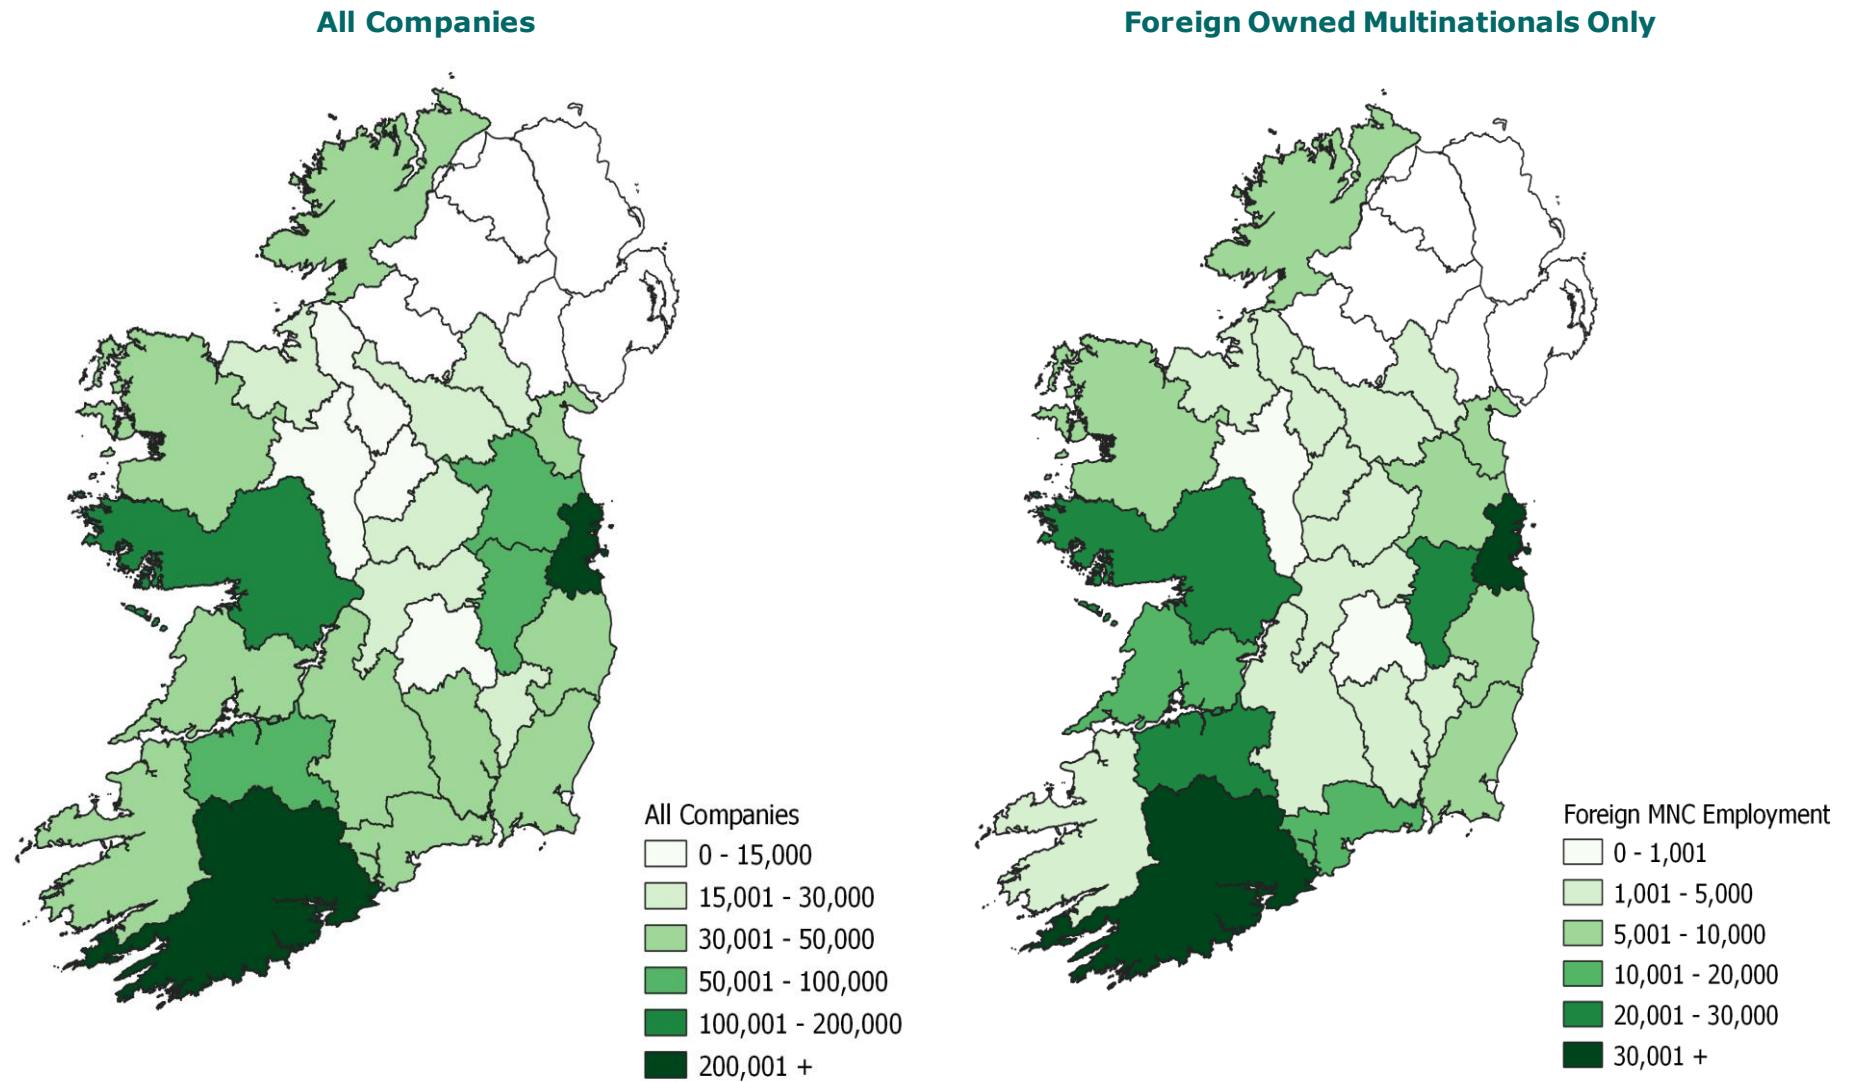 All Companies
Foreign Owned Multinationals Only
All Companies
0 - 15,000
15,001 - 30,000
30,001 - 50,000
50,001 - 100,000
100,001 - 200,000
200,001 +
Foreign MNC Employment
0 - 1,001
1,001 - 5,000
5,001 - 10,000
10,001 - 20,000
20,001 - 30,000
30,001 +